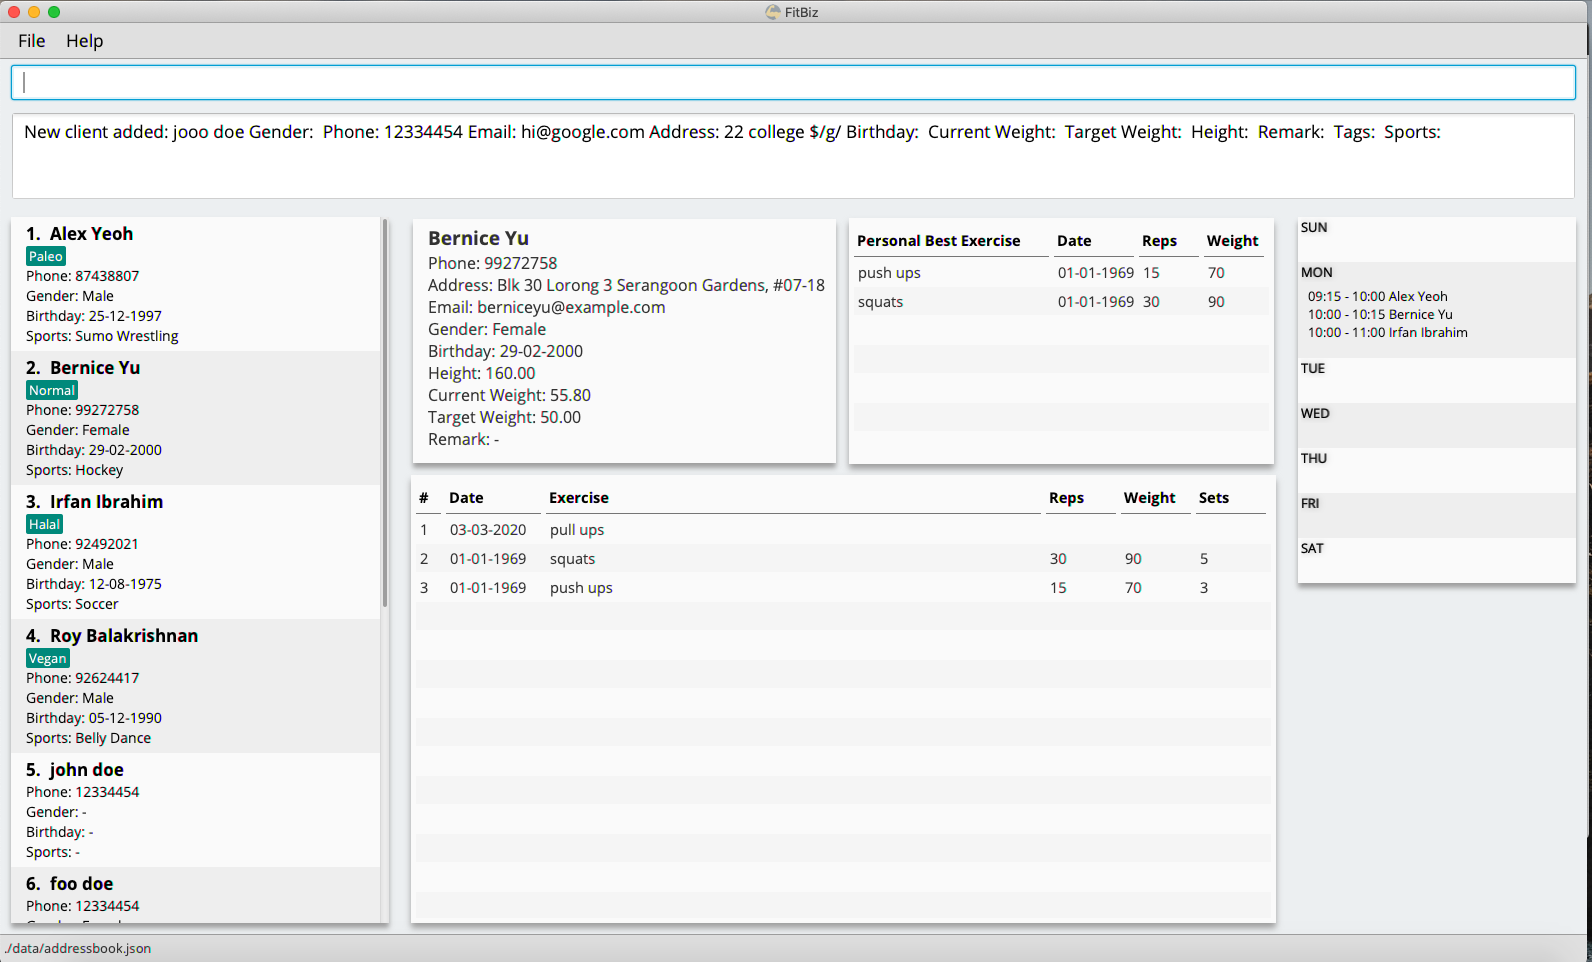 FitBiz
File Help
New client added: jooo doe Gender:  Phone: 12334454 Email: hi@google.com Address: 22 college $/g/ Birthday:  Current Weight:  Target Weight:  Height:  Remark:  Tags:  Sports:
1. Alex Yeoh
Paleo
Phone: 87438807
Gender: Male
Birthday: 25-12-1997
Sports: Sumo Wrestling
2. Bernice Yu
Normal
Phone: 99272758
Gender: Female
Birthday: 29-02-2000
Sports: Hockey
3. Irfan Ibrahim
Halal
Phone: 92492021
Gender: Male
Birthday: 12-08-1975
Sports: Soccer
4. Roy Balakrishnan
Vegan
Phone: 92624417
Gender: Male
Birthday: 05-12-1990
Sports: Belly Dance
5. john doe
Phone: 12334454
Gender: -
Birthday: -
Sports: -
6. foo doe
Phone: 12334454
Bernice Yu
Phone: 99272758
Address: Blk 30 Lorong 3 Serangoon Gardens, #07-18
Email: berniceyu@example.com
Gender: Female
Birthday: 29-02-2000
Height: 160.00
Current Weight: 55.80
Target Weight: 50.00
Remark: -
Personal Best Exercise Date Reps Weight
push ups 01-01-1969 15 70
squats 01-01-1969 30 90
# Date Exercise Reps Weight Sets
1 03-03-2020 pull ups
2 01-01-1969 squats 30 90 5
3 01-01-1969 push ups 15 70 3
SUN
MON
09:15 - 10:00 Alex Yeoh
10:00 - 10:15 Bernice Yu
10:00 - 11:00 Irfan Ibrahim
TUE
WED
THU
FRI
SAT
./data/addressbook.json